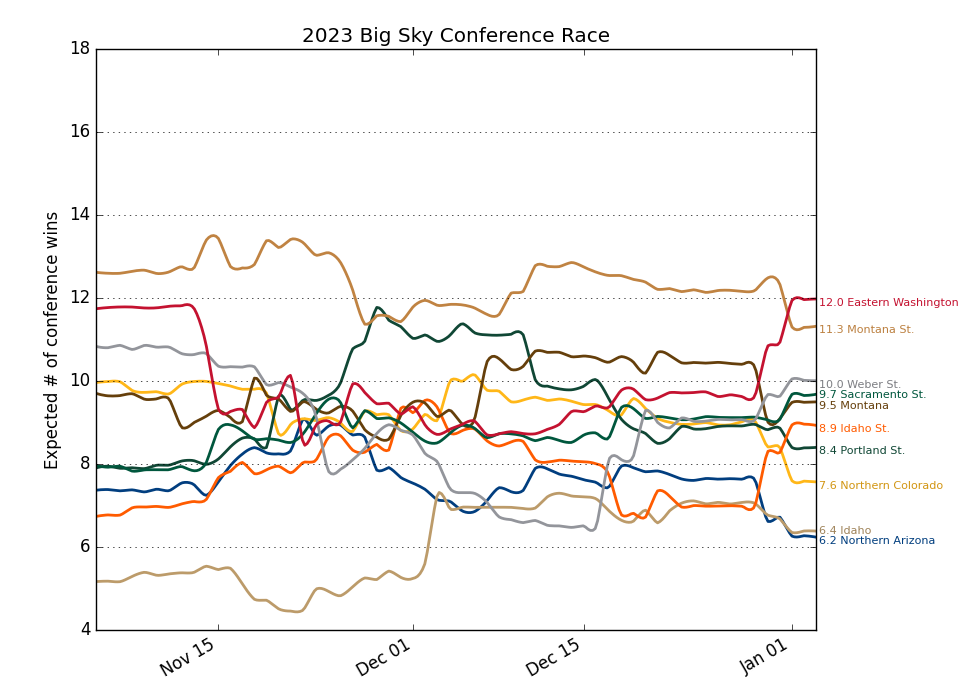 2023 Big Sky Conference Race
Expected # of conference wins
18
16
14
12
10
8
6
4
Nov 15
Dec 01
Dec 15
Jan 01
12.0 Eastern Washington
11.3 Montana St.
10.0 Weber St.
9.7 Sacramento St.
9.5 Montana
8.9 Idaho St.
8.4 Portland St.
7.6 Northern Colorado
6.4 Idaho
6.2 Northern Arizona